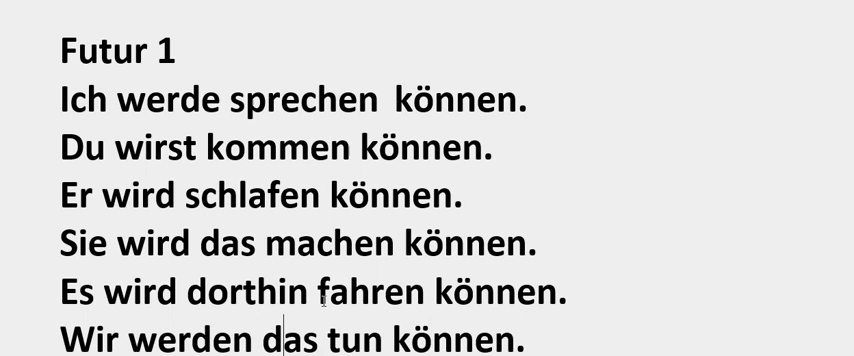 Futur 1
Ich werde sprechen  können.
Du wirst kommen können.
Er wird schlafen können.
Sie wird das machen können.
Es wird dorthin fahren können.
Wir werden das tun können.